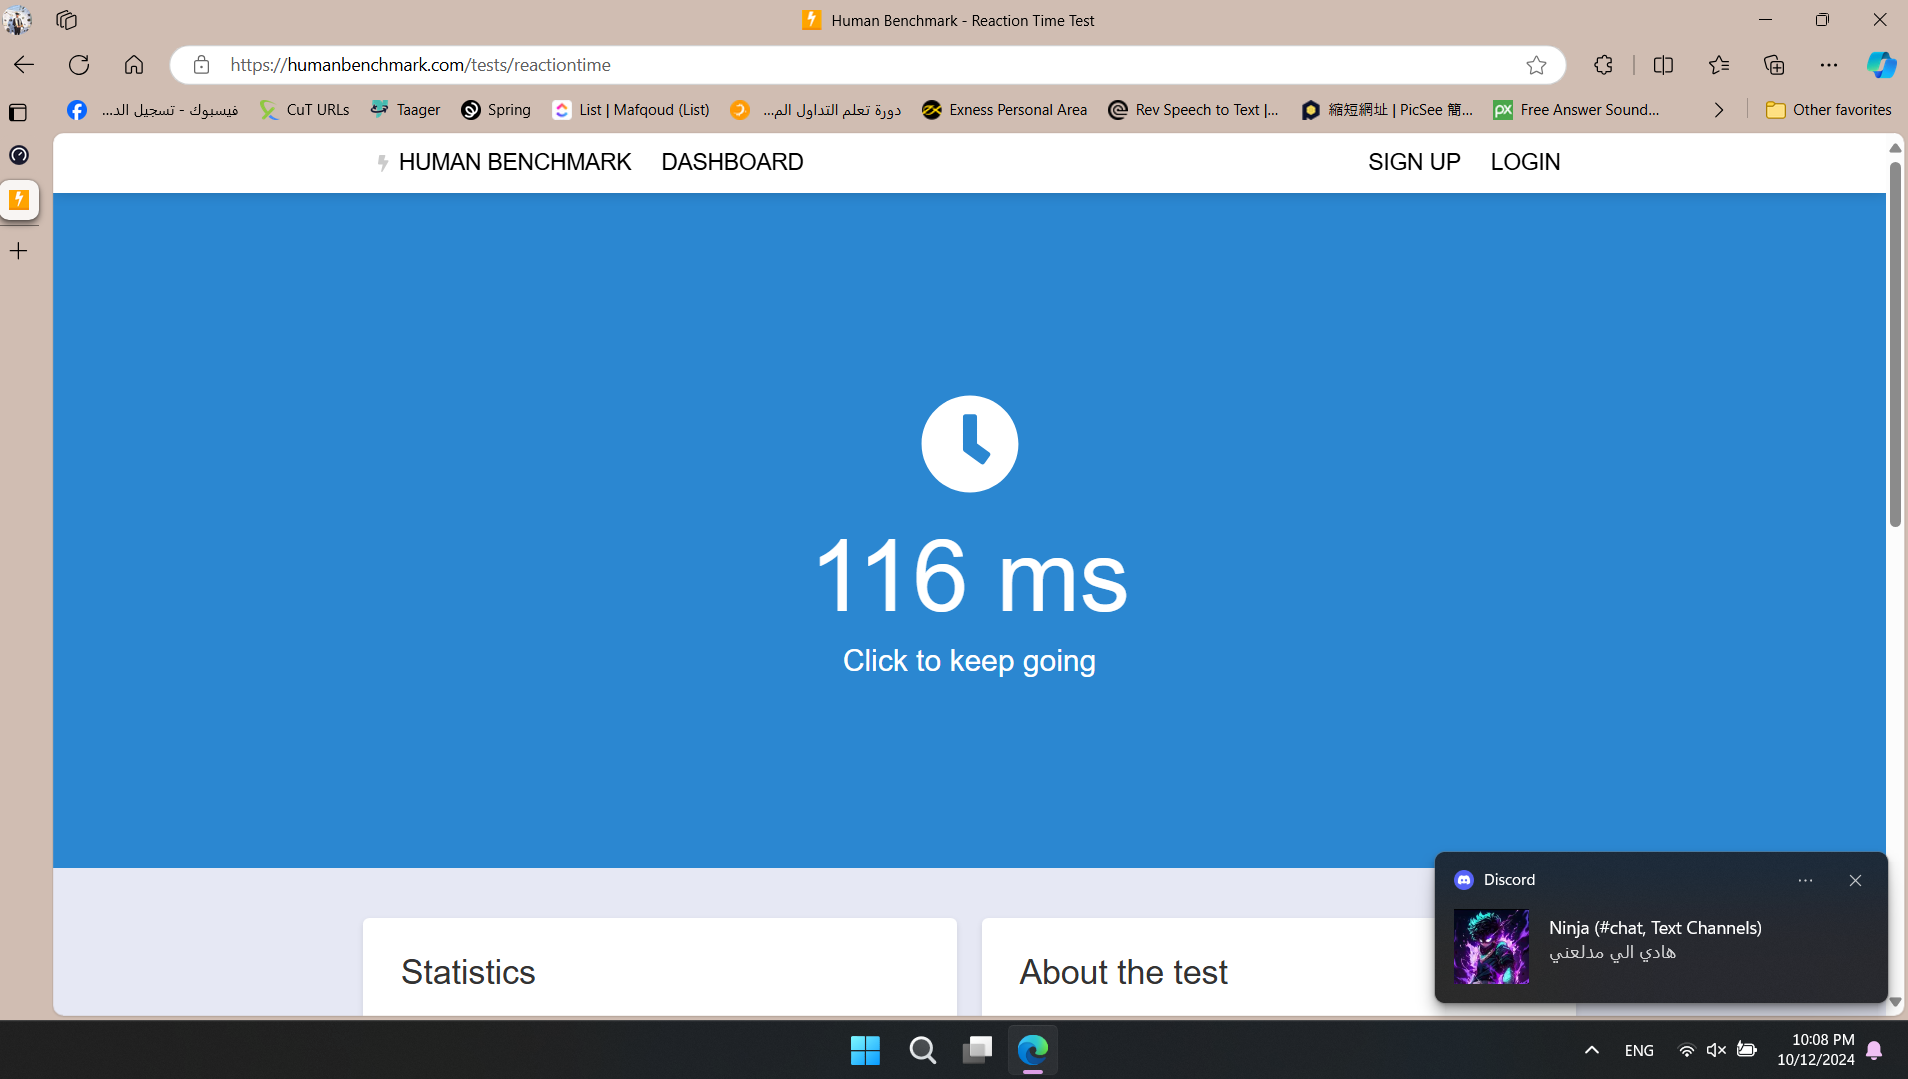 Human Benchmark - Reaction Time Test
https://humanbenchmark.com/tests/reactiontime
فيسبوك - تسجيل الد...
CuT URLs
Taager
Spring
List | Mafqoud (List)
دورة تعلم التداول الم...
Exness Personal Area
Rev Speech to Text |...
縮短網址 | PicSee 簡...
Free Answer Sound...
Other favorites
HUMAN BENCHMARK
DASHBOARD
SIGN UP
LOGIN
116 ms
Click to keep going
Statistics
About the test
Discord
Ninja (#chat, Text Channels)
هادي الي مدلعني
ENG
10:08 PM
10/12/2024